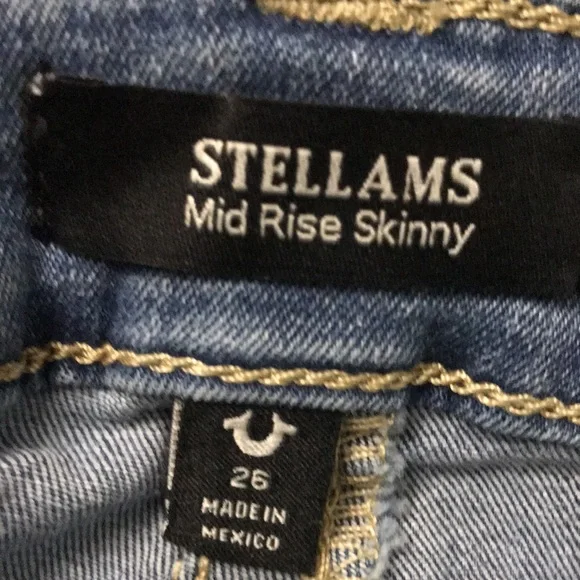 STELLAMS
Mid Rise Skinny
26
MADE IN
MEXICO